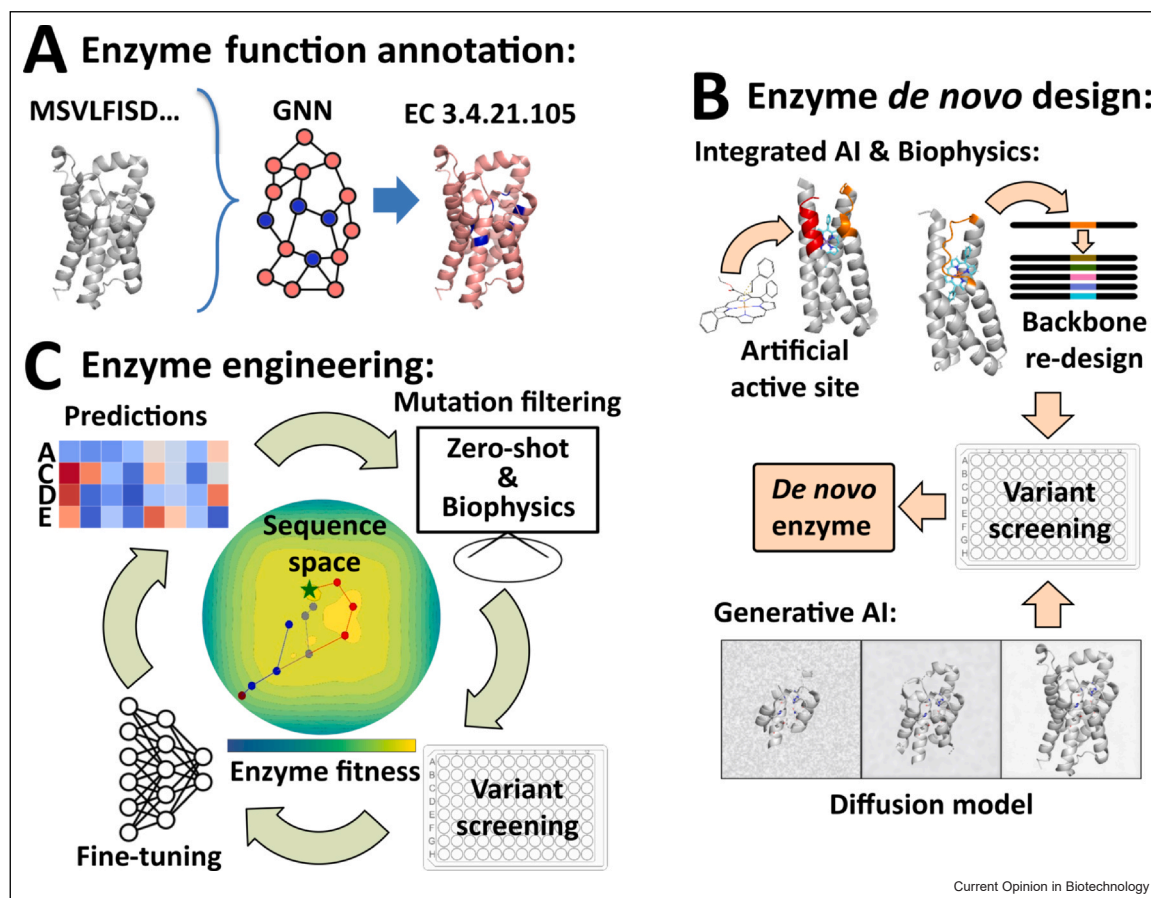 A Enzyme function annotation:
MSVLFISD...
GNN
EC 3.4.21.105
B Enzyme de novo design:
Integrated AI & Biophysics:
Artificial
active site
Backbone
re-design
Variant
screening
De novo
enzyme
Generative AI:
Diffusion model
C Enzyme engineering:
Predictions
A
C
D
E
Mutation filtering
Zero-shot
&
Biophysics
Sequence
space
Enzyme fitness
Variant
screening
Fine-tuning
Current Opinion in Biotechnology